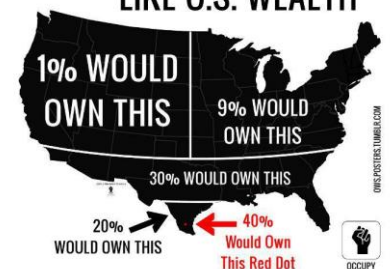 LIKE U.S. WEALTH
1% WOULD
OWN THIS
9% WOULD
OWN THIS
30% WOULD OWN THIS
20%
WOULD OWN THIS
40%
Would Own
This Red Dot
OWS.POSTERS.TUMBLR.COM
OCCUPY